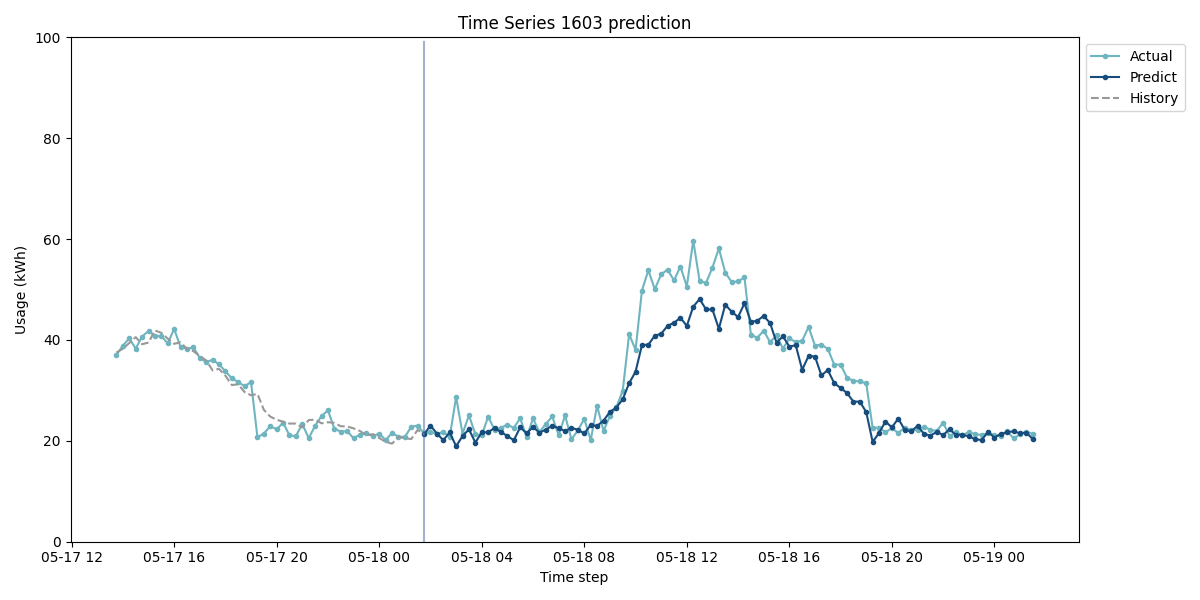 Time Series 1603 prediction
Usage (kWh)
100
80
60
40
20
0
05-17 12
05-17 16
05-17 20
05-18 00
05-18 04
05-18 08
05-18 12
05-18 16
05-18 20
05-19 00
Time step
Actual
Predict
History